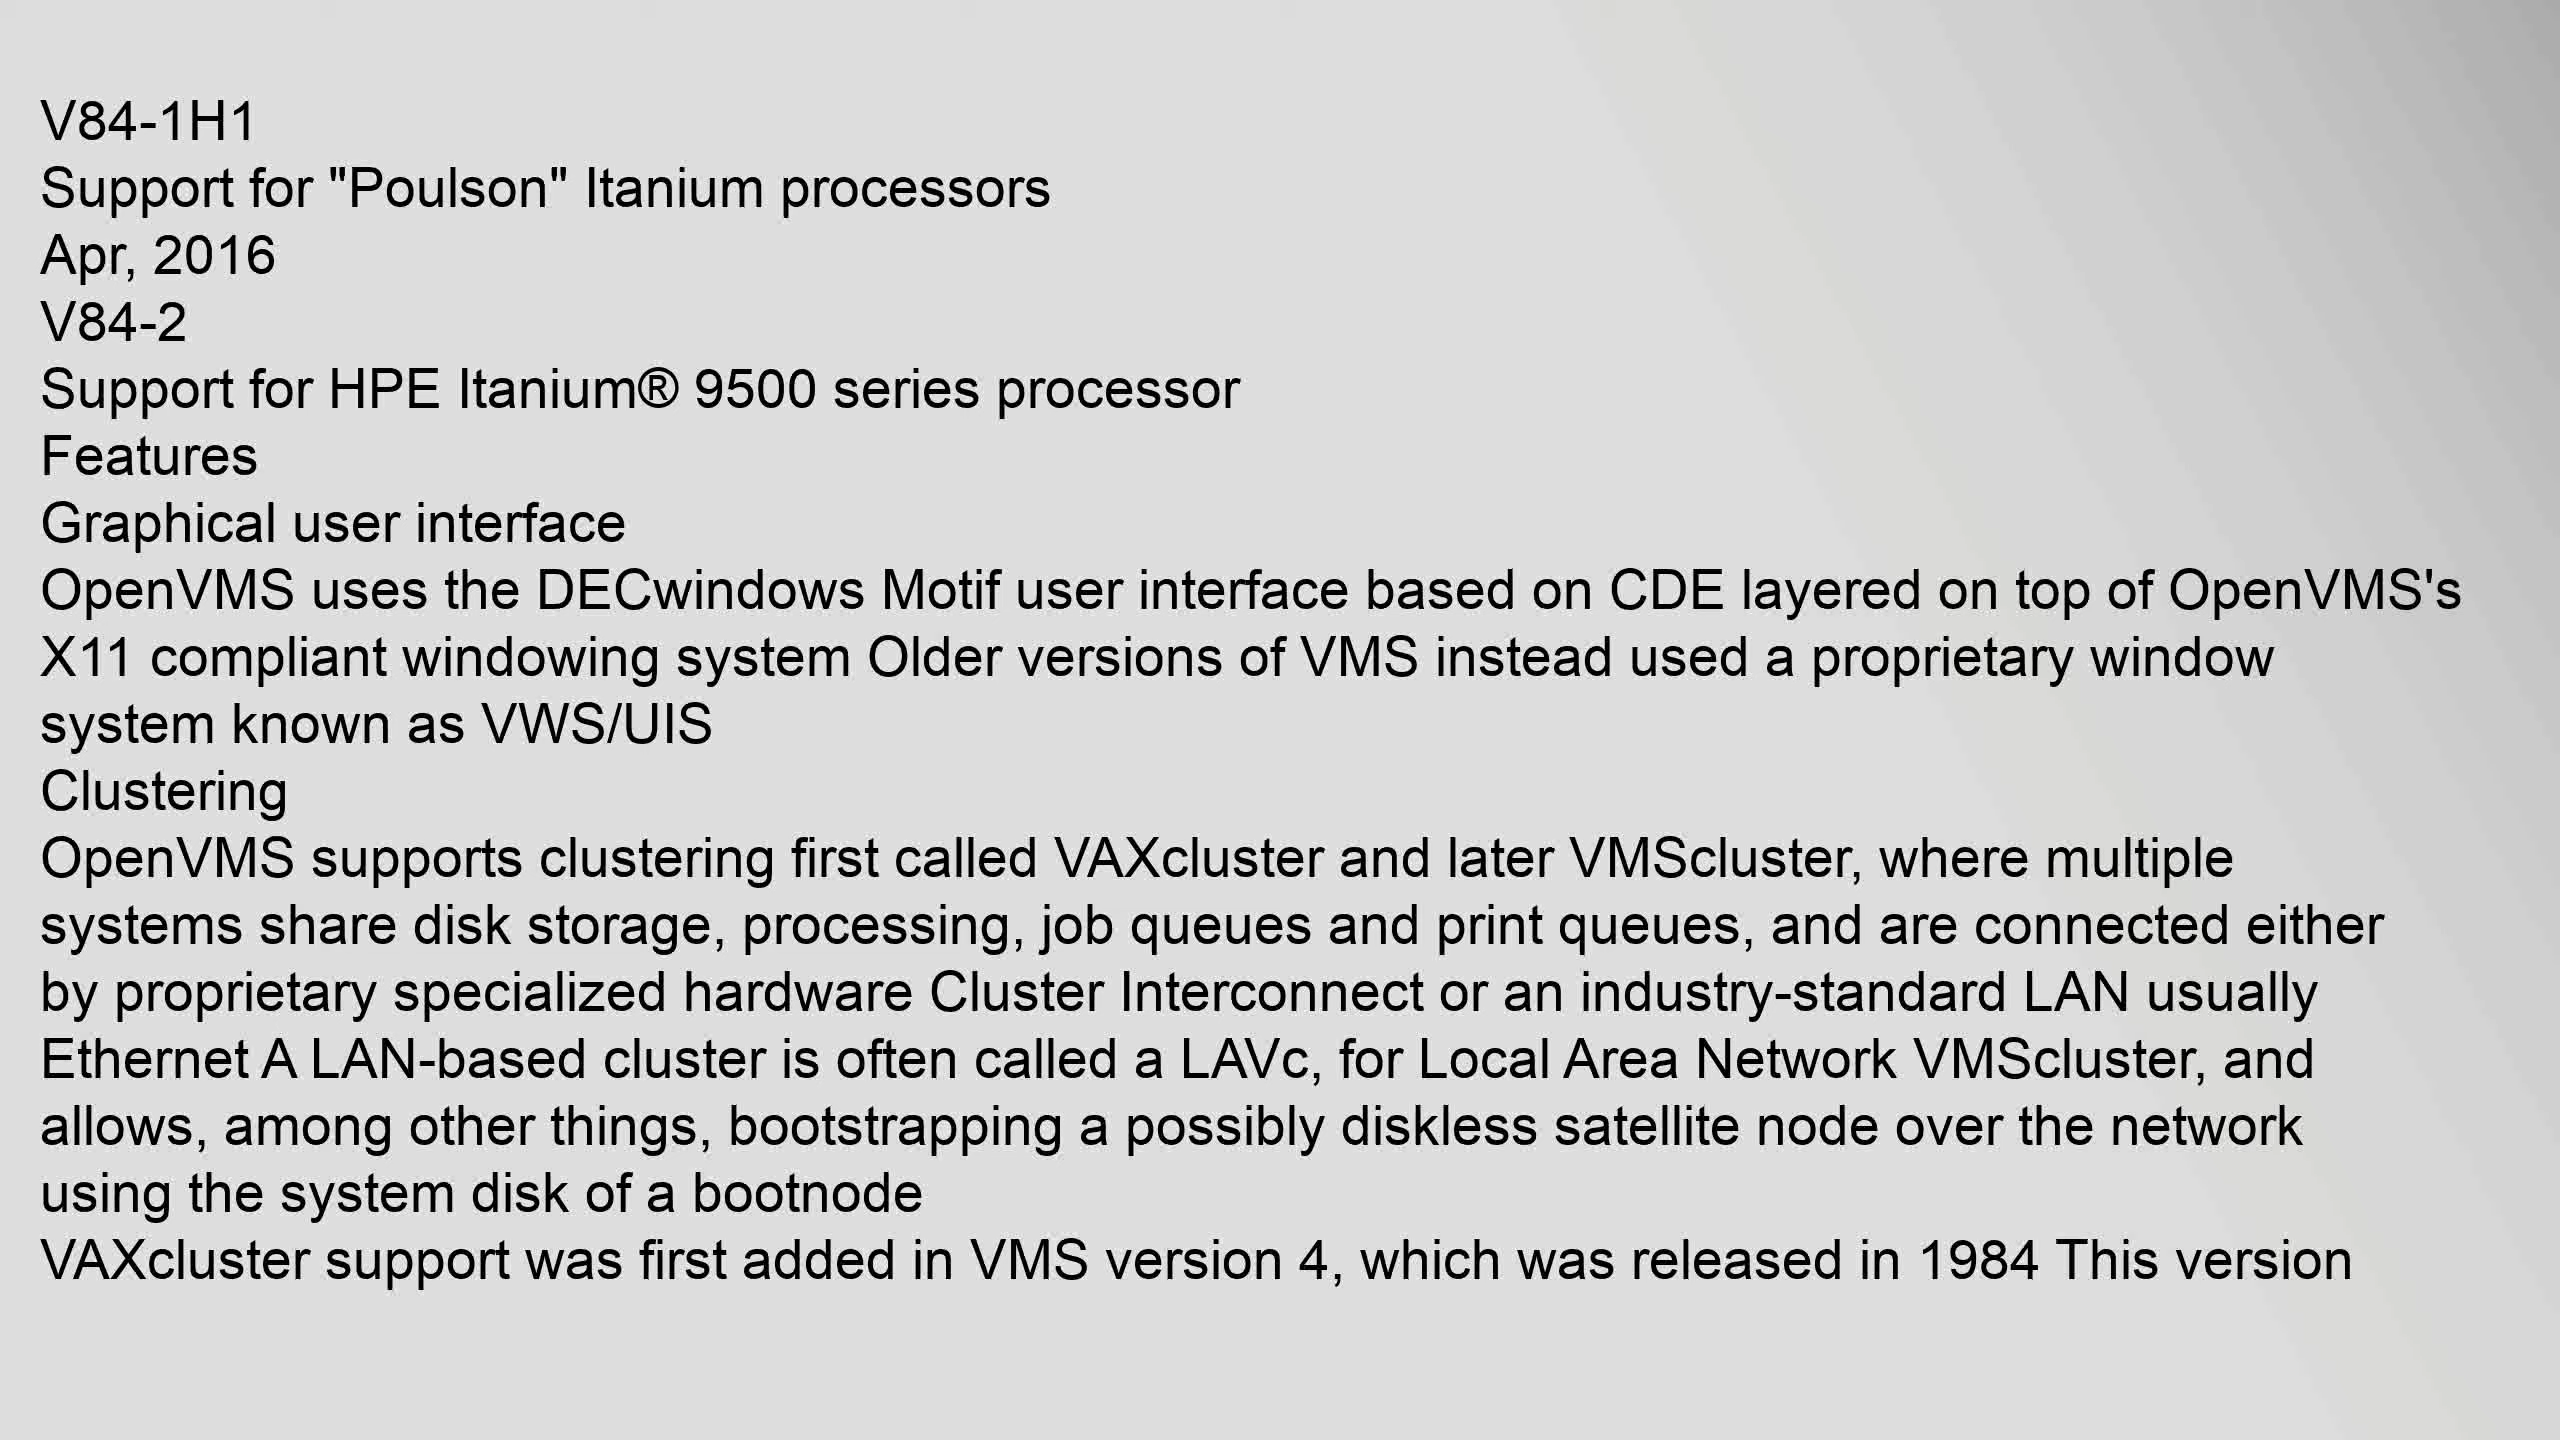 V84-1H1
Support for "Poulson" Itanium processors
Apr, 2016
V84-2
Support for HPE Itanium® 9500 series processor
Features
Graphical user interface
OpenVMS uses the DECwindows Motif user interface based on CDE layered on top of OpenVMS's
X11 compliant windowing system Older versions of VMS instead used a proprietary window
system known as VWS/UIS
Clustering
OpenVMS supports clustering first called VAXcluster and later VMScluster, where multiple
systems share disk storage, processing, job queues and print queues, and are connected either
by proprietary specialized hardware Cluster Interconnect or an industry-standard LAN usually
Ethernet A LAN-based cluster is often called a LAVc, for Local Area Network VMScluster, and
allows, among other things, bootstrapping a possibly diskless satellite node over the network
using the system disk of a bootnode
VAXcluster support was first added in VMS version 4, which was released in 1984 This version